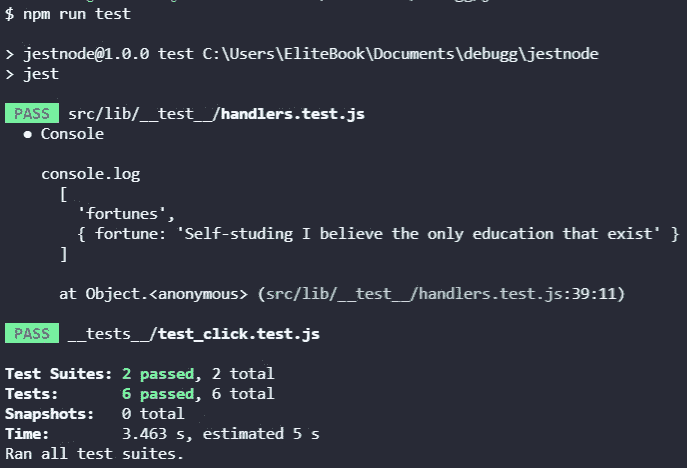 $ npm run test
> jestnode@1.0.0 test C:\Users\EliteBook\Documents\debugg\jestnode
> jest
PASS src/lib/__test__/handlers.test.js
● Console
console.log
[
'fortunes',
{ fortune: 'Self-studing I believe the only education that exist' }
]
at Object.<anonymous> (src/lib/__test__/handlers.test.js:39:11)
PASS __tests__/test_click.test.js
Test Suites: 2 passed, 2 total
Tests: 6 passed, 6 total
Snapshots: 0 total
Time: 3.463 s, estimated 5 s
Ran all test suites.